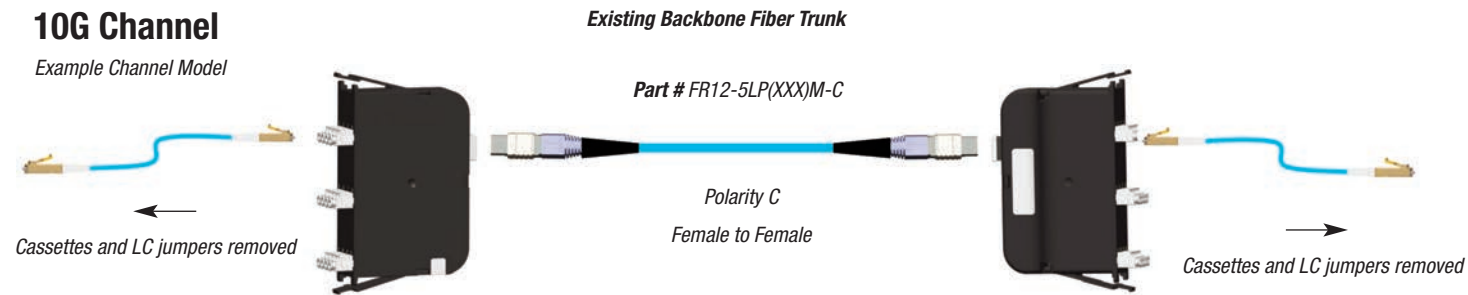 10G Channel
Example Channel Model
Existing Backbone Fiber Trunk
Part # FR12-5LP(XXX)M-C
Polarity C
Female to Female
Cassettes and LC jumpers removed
Cassettes and LC jumpers removed